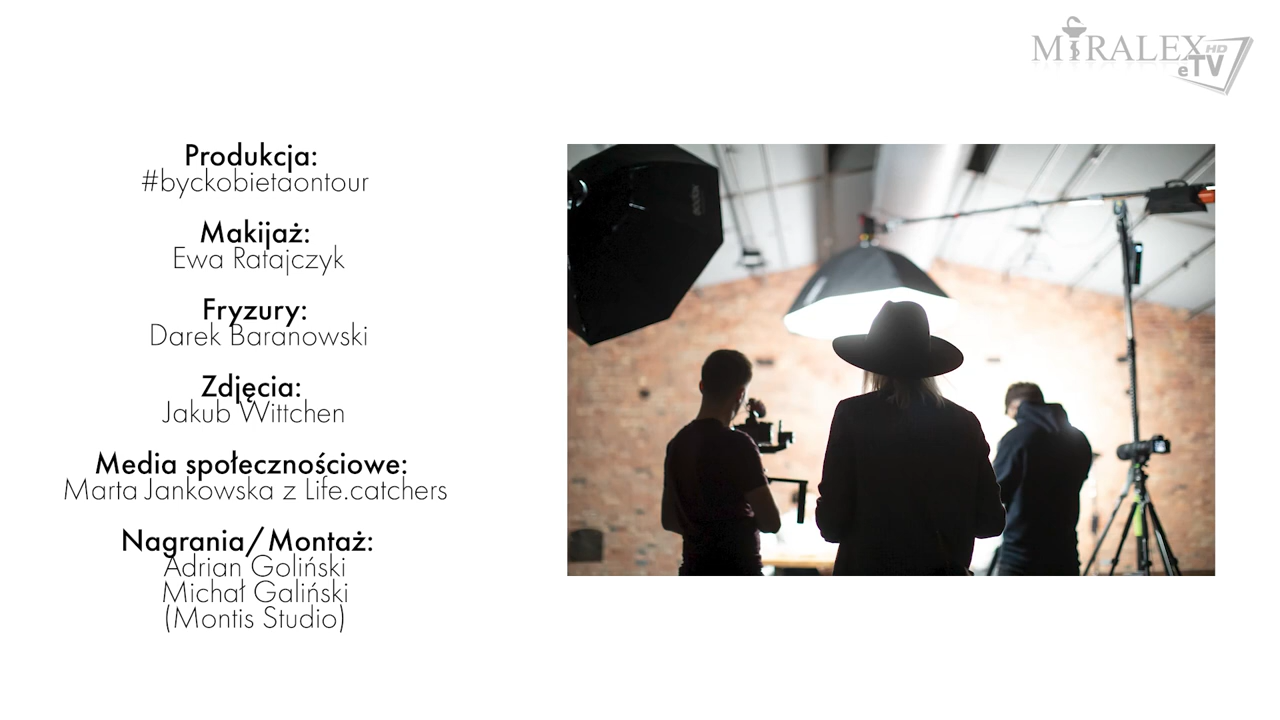 MIRALEX HD
eTV
Produkcja:
#byckobietaontour
Makijaż:
Ewa Ratajczyk
Fryzury:
Darek Baranowski
Zdjęcia:
Jakub Wittchen
Media społecznościowe:
Marta Jankowska z Life.catchers
Nagrania/Montaż:
Adrian Goliński
Michał Galiński
(Montis Studio)
godox